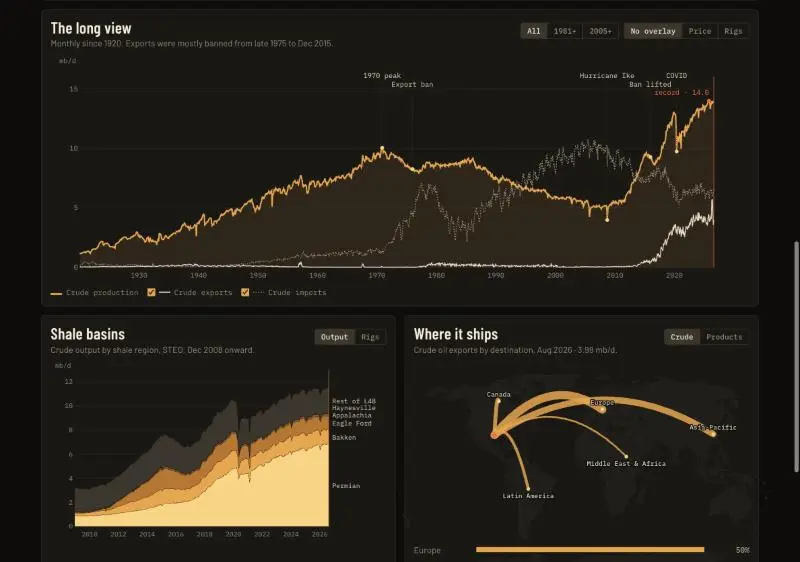 The long view
Monthly since 1920. Exports were mostly banned from late 1975 to Dec 2015.
All 1981+ 2005+ No overlay Price Rigs
mb/d
1970 peak
Export ban
Hurricane Ike
COVID
Ban lifted
record · 14.0
15
10
5
0
1930 1940 1950 1960 1970 1980 1990 2000 2010 2020
Crude production Crude exports Crude imports
Shale basins
Crude output by shale region, STEO, Dec 2008 onward.
Output Rigs
mb/d
12
10
8
6
4
2
0
Rest of L48
Haynesville
Appalachia
Eagle Ford
Bakken
Permian
2010 2012 2014 2016 2018 2020 2022 2024 2026
Where it ships
Crude oil exports by destination, Aug 2026 · 3.99 mb/d.
Crude Products
Canada
Europe
Asia-Pacific
Middle East & Africa
Latin America
Europe 50%